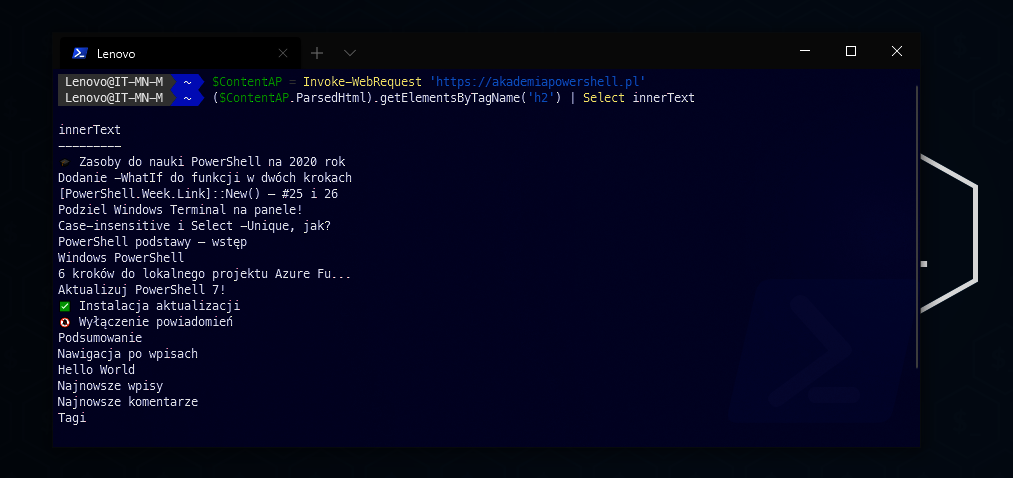 Lenovo
Lenovo@IT-MN-M ~ $ContentAP = Invoke-WebRequest 'https://akademiapowershell.pl'
Lenovo@IT-MN-M ~ ($ContentAP.ParsedHtml).getElementsByTagName('h2') | Select innerText
innerText
---------
🎓 Zasoby do nauki PowerShell na 2020 rok
Dodanie -WhatIf do funkcji w dwóch krokach
[PowerShell.Week.Link]::New() – #25 i 26
Podziel Windows Terminal na panele!
Case-insensitive i Select -Unique, jak?
PowerShell podstawy – wstęp
Windows PowerShell
6 kroków do lokalnego projektu Azure Fu...
Aktualizuj PowerShell 7!
✅ Instalacja aktualizacji
⭕ Wyłączenie powiadomień
Podsumowanie
Nawigacja po wpisach
Hello World
Najnowsze wpisy
Najnowsze komentarze
Tagi